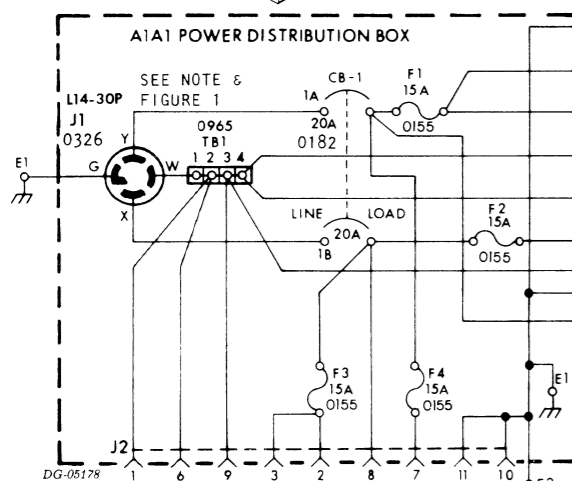 A1A1 POWER DISTRIBUTION BOX
SEE NOTE &
FIGURE 1
CB-1
F1
15A
0155
L14-30P
J1
0326
1A
20A
0182
0965
TB1
1 2 3 4
Y
G
W
X
E1
LINE
LOAD
20A
1B
F2
15A
0155
F3
15A
0155
F4
15A
0155
E1
J2
DG-05178
1 6 9 3 2 8 7 11 10